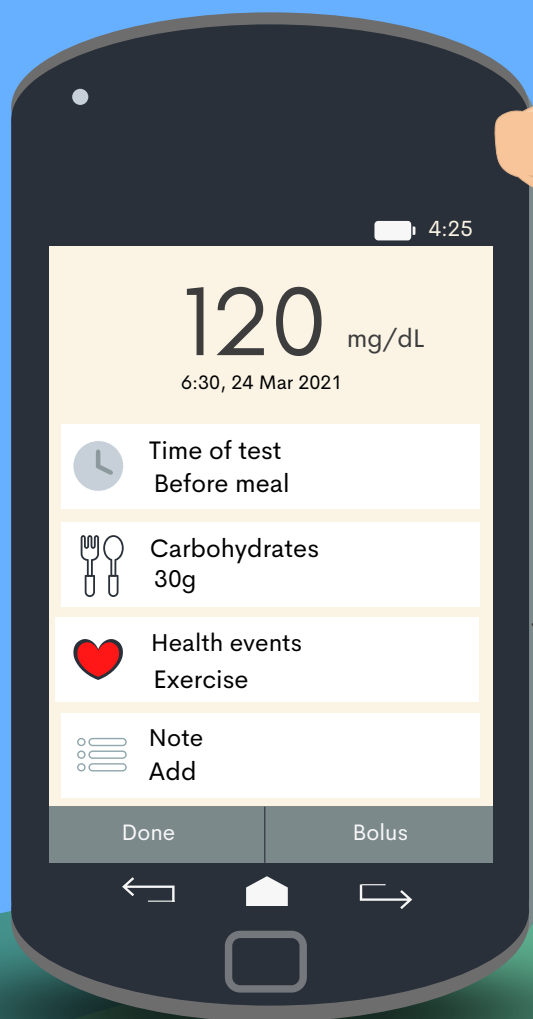 4:25
120 mg/dL
6:30, 24 Mar 2021
Time of test
Before meal
Carbohydrates
30g
Health events
Exercise
Note
Add
Done Bolus